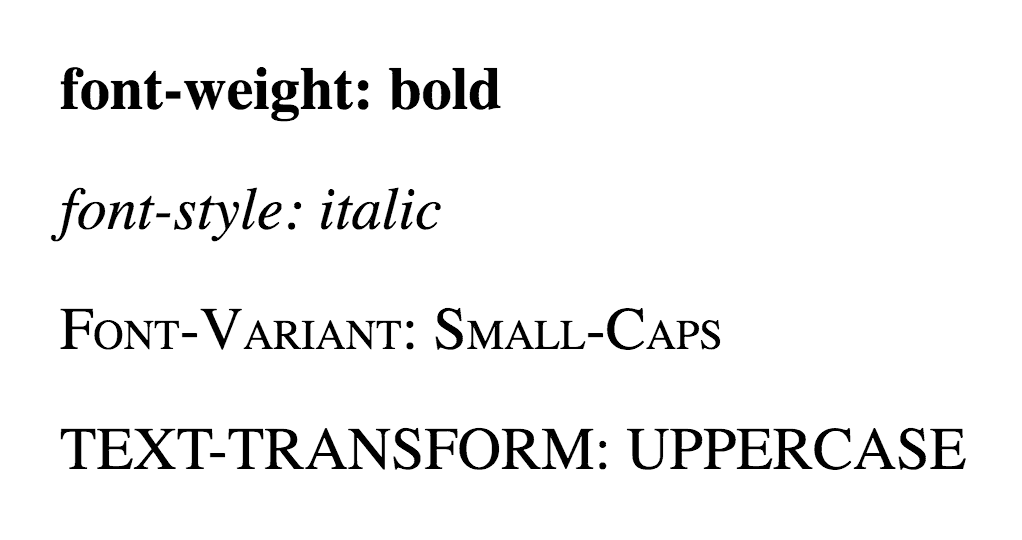 font-weight: bold
font-style: italic
Font-Variant: Small-Caps
TEXT-TRANSFORM: UPPERCASE